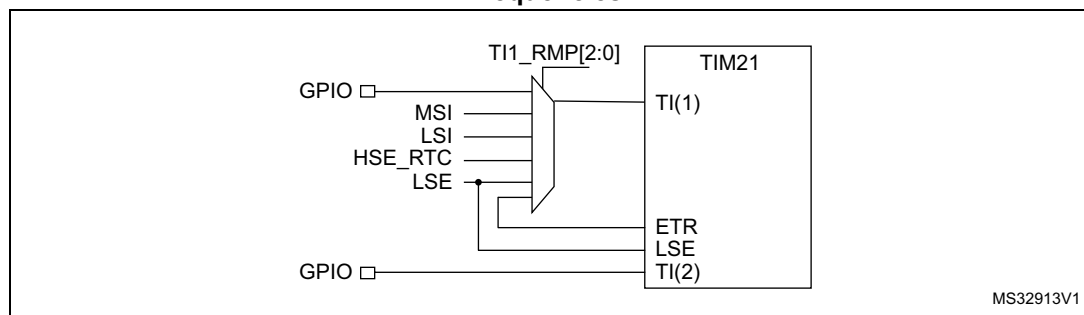 TI1_RMP[2:0]
TIM21
GPIO
TI(1)
MSI
LSI
HSE_RTC
LSE
ETR
LSE
GPIO
TI(2)
MS32913V1